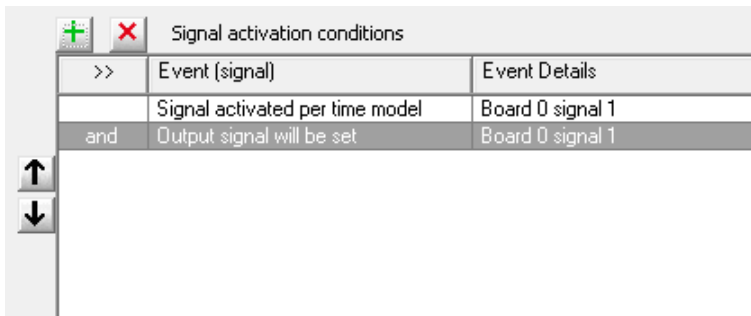 Signal activation conditions
>> Event (signal) Event Details
Signal activated per time model Board 0 signal 1
and Output signal will be set Board 0 signal 1